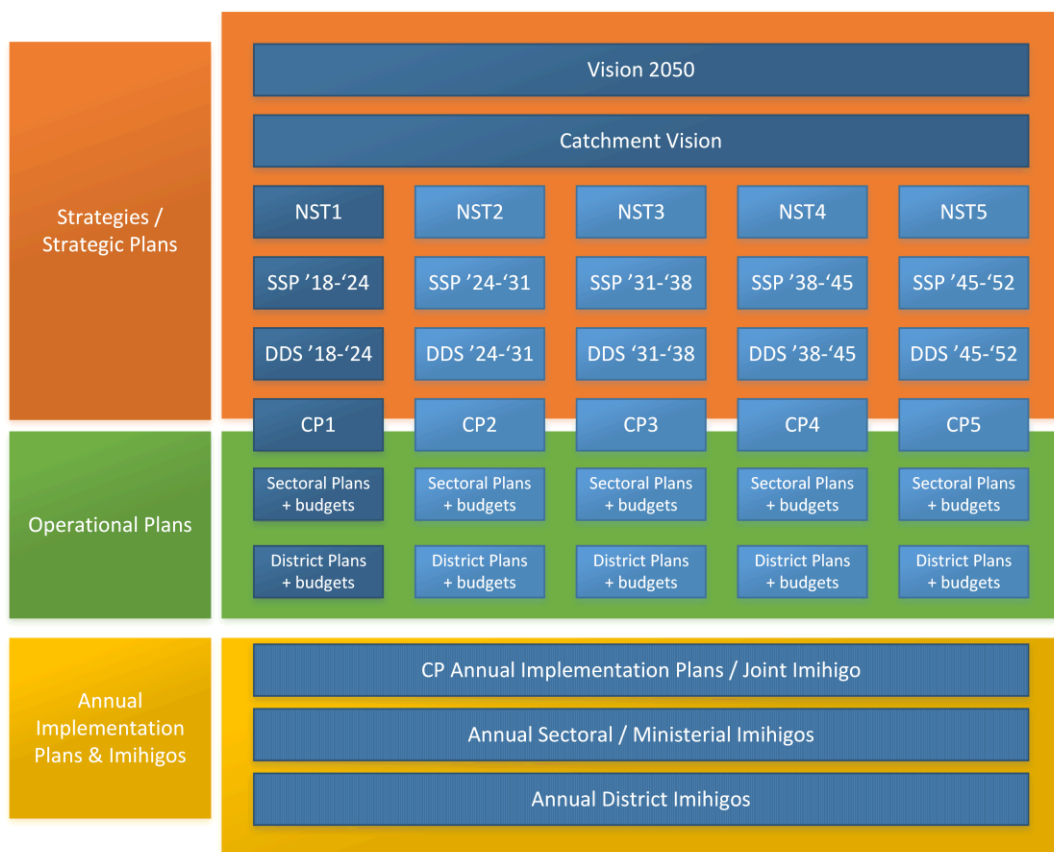 Vision 2050
Catchment Vision
Strategies /
Strategic Plans
NST1
NST2
NST3
NST4
NST5
SSP ’18-‘24
SSP ’24-‘31
SSP ’31-‘38
SSP ’38-‘45
SSP ’45-‘52
DDS ’18-‘24
DDS ’24-‘31
DDS ‘31-‘38
DDS ’38-‘45
DDS ’45-‘52
CP1
CP2
CP3
CP4
CP5
Operational Plans
Sectoral Plans
+ budgets
Sectoral Plans
+ budgets
Sectoral Plans
+ budgets
Sectoral Plans
+ budgets
Sectoral Plans
+ budgets
District Plans
+ budgets
District Plans
+ budgets
District Plans
+ budgets
District Plans
+ budgets
District Plans
+ budgets
Annual
Implementation
Plans & Imihigos
CP Annual Implementation Plans / Joint Imihigo
Annual Sectoral / Ministerial Imihigos
Annual District Imihigos